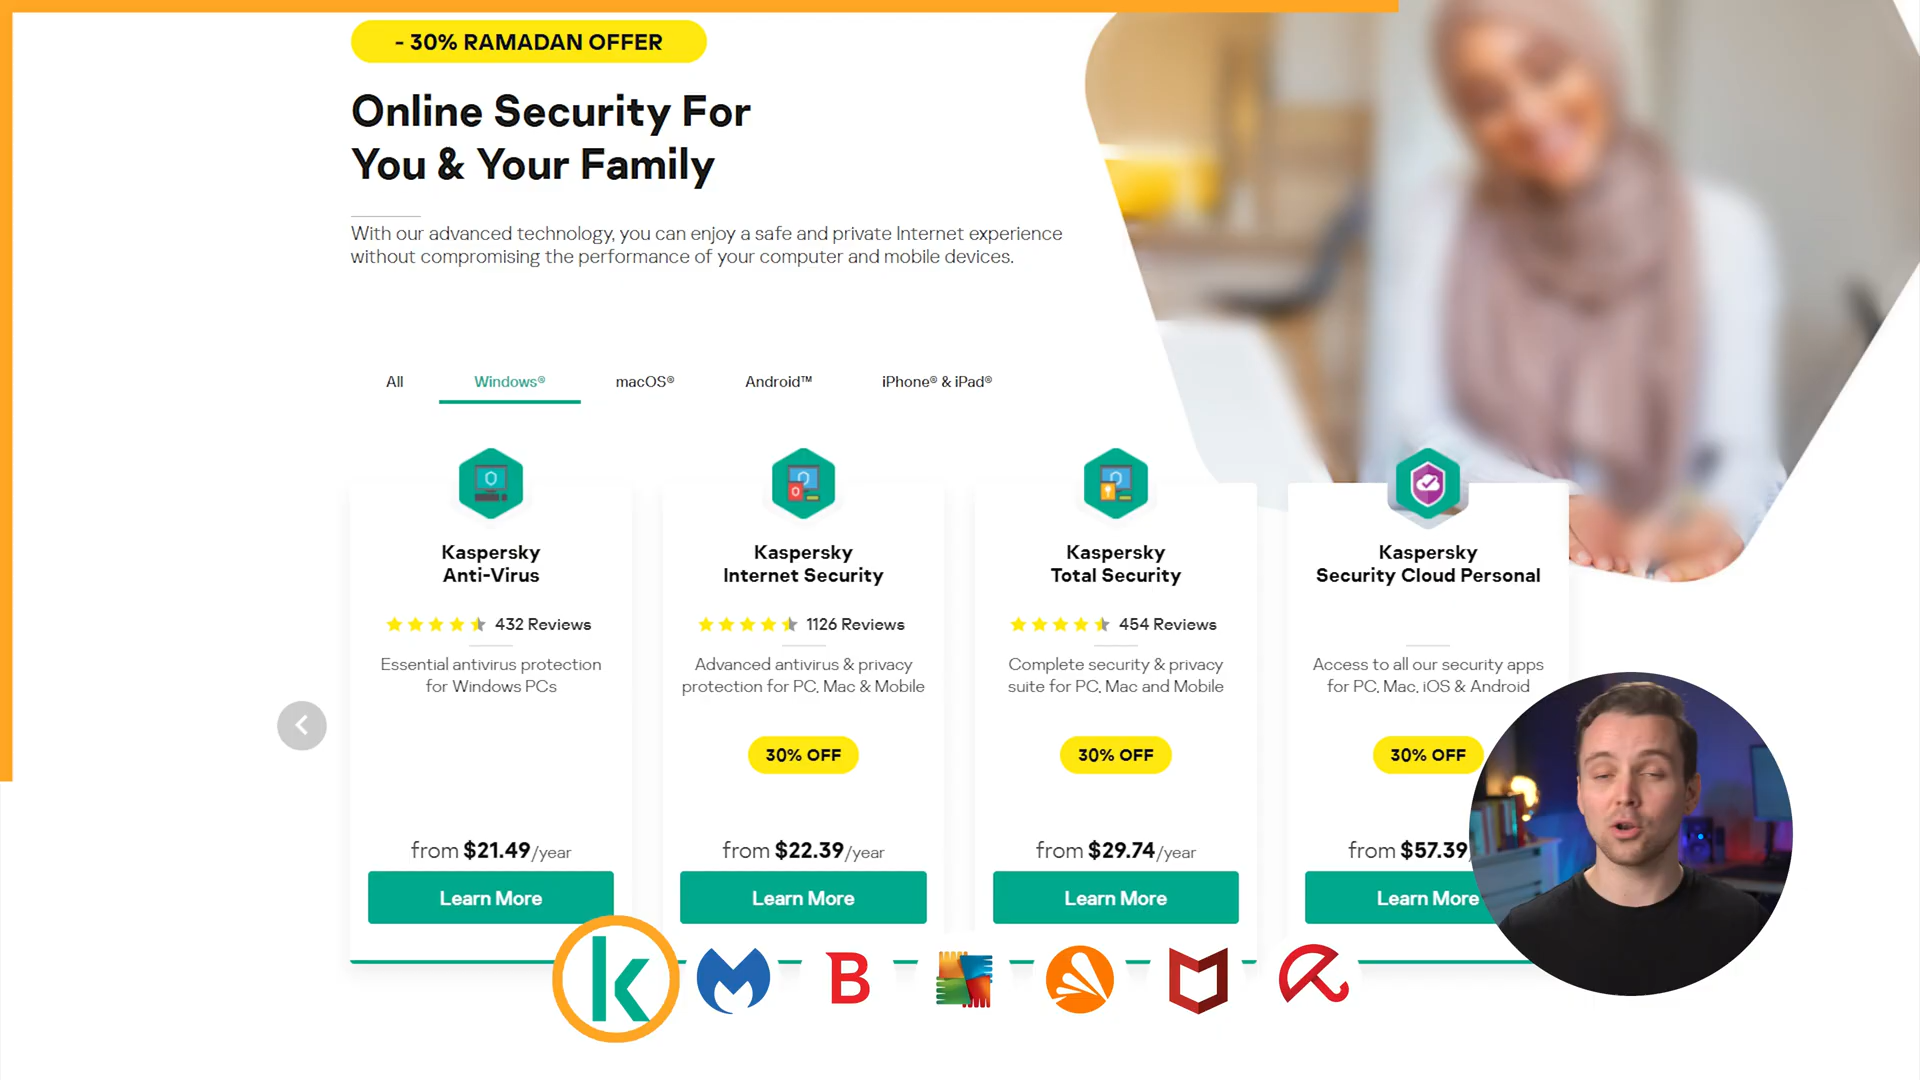 - 30% RAMADAN OFFER
Online Security For
You & Your Family
With our advanced technology, you can enjoy a safe and private Internet experience
without compromising the performance of your computer and mobile devices.
All
Windows®
macOS®
Android™
iPhone® & iPad®
Kaspersky
Anti-Virus
432 Reviews
Essential antivirus protection
for Windows PCs
from $21.49/year
Learn More
Kaspersky
Internet Security
1126 Reviews
Advanced antivirus & privacy
protection for PC, Mac & Mobile
30% OFF
from $22.39/year
Learn More
Kaspersky
Total Security
454 Reviews
Complete security & privacy
suite for PC, Mac and Mobile
30% OFF
from $29.74/year
Learn More
Kaspersky
Security Cloud Personal
Access to all our security apps
for PC, Mac, iOS & Android
30% OFF
from $57.39/
Learn More